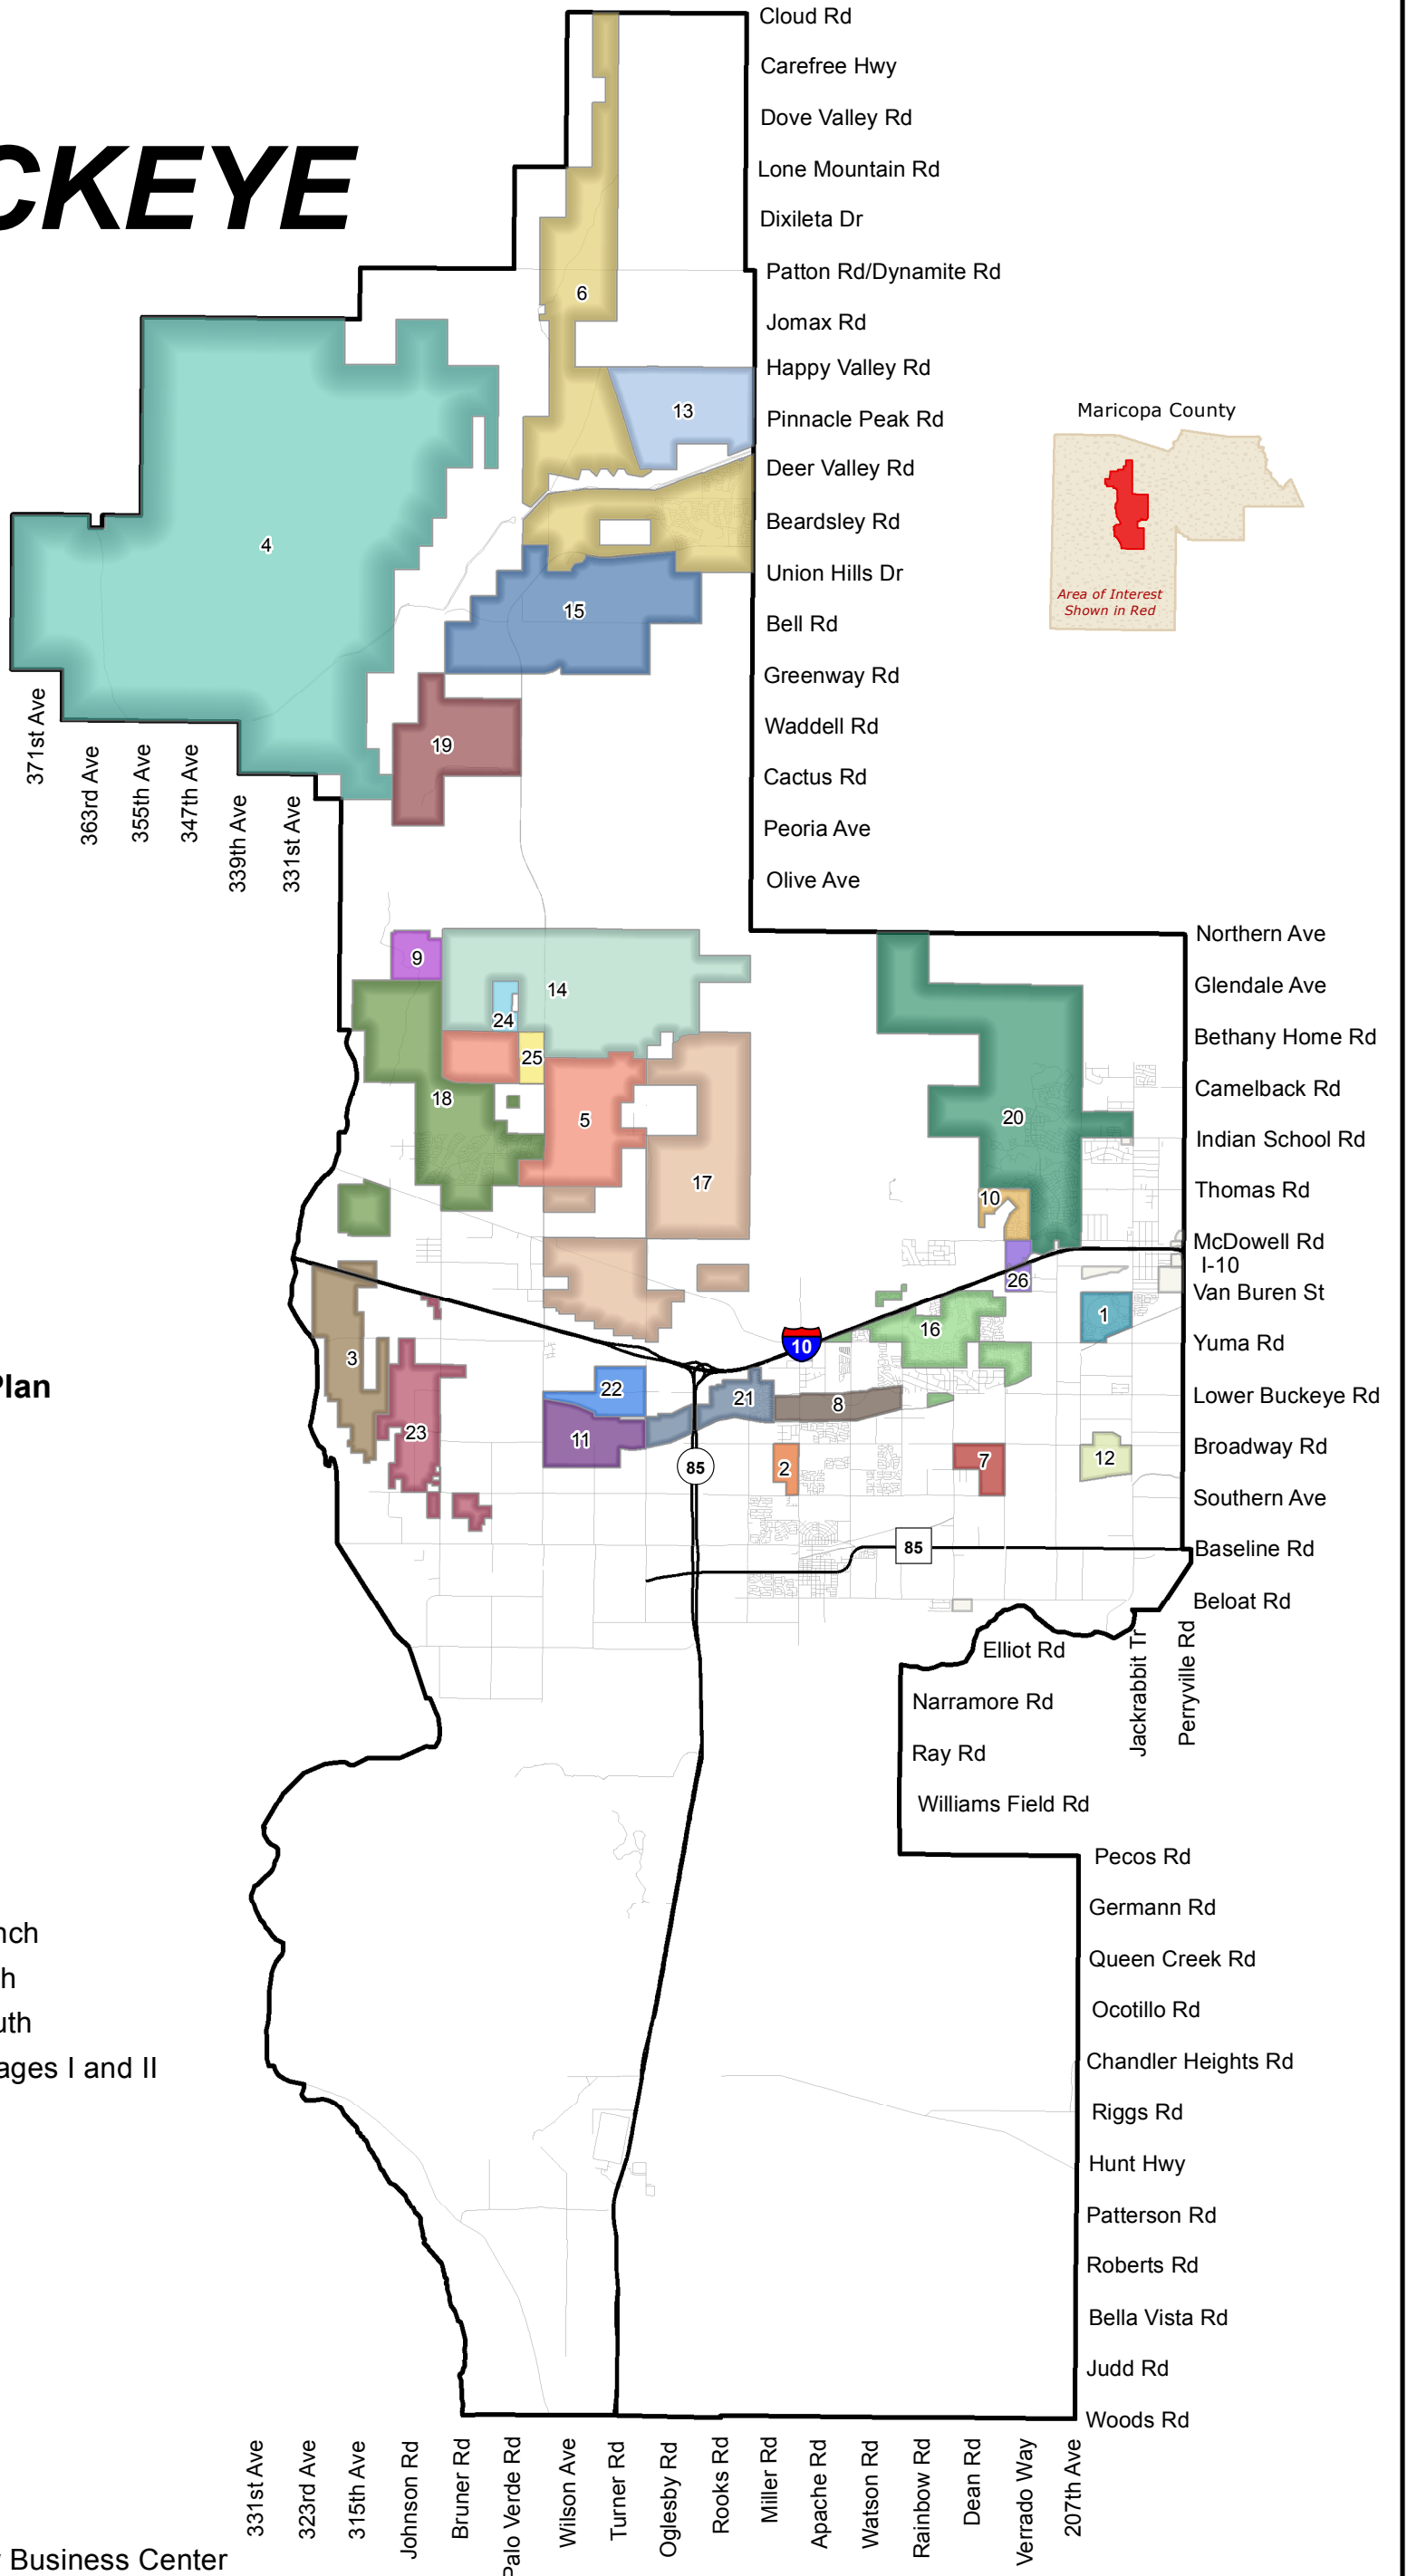 CKEYE
Cloud Rd
Carefree Hwy
Dove Valley Rd
Lone Mountain Rd
Dixileta Dr
Patton Rd/Dynamite Rd
Jomax Rd
Happy Valley Rd
Pinnacle Peak Rd
Deer Valley Rd
Beardsley Rd
Union Hills Dr
Bell Rd
Greenway Rd
Waddell Rd
Cactus Rd
Peoria Ave
Olive Ave
Maricopa County
Area of Interest
Shown in Red
6
13
4
15
19
371st Ave
363rd Ave
355th Ave
347th Ave
339th Ave
331st Ave
Northern Ave
Glendale Ave
Bethany Home Rd
Camelback Rd
Indian School Rd
Thomas Rd
McDowell Rd
I-10
Van Buren St
Yuma Rd
Lower Buckeye Rd
Broadway Rd
Southern Ave
Baseline Rd
Beloat Rd
9
14
24
25
18
5
20
17
10
26
1
16
10
3
22
21
8
23
11
85
2
7
12
85
Plan
Elliot Rd
Narramore Rd
Ray Rd
Williams Field Rd
Jackrabbit Tr
Perryville Rd
Pecos Rd
Germann Rd
Queen Creek Rd
Ocotillo Rd
Chandler Heights Rd
Riggs Rd
Hunt Hwy
Patterson Rd
Roberts Rd
Bella Vista Rd
Judd Rd
Woods Rd
nch
h
uth
ages I and II
331st Ave
323rd Ave
315th Ave
Johnson Rd
Bruner Rd
Palo Verde Rd
Wilson Ave
Turner Rd
Oglesby Rd
Rooks Rd
Miller Rd
Apache Rd
Watson Rd
Rainbow Rd
Dean Rd
Verrado Way
207th Ave
Business Center